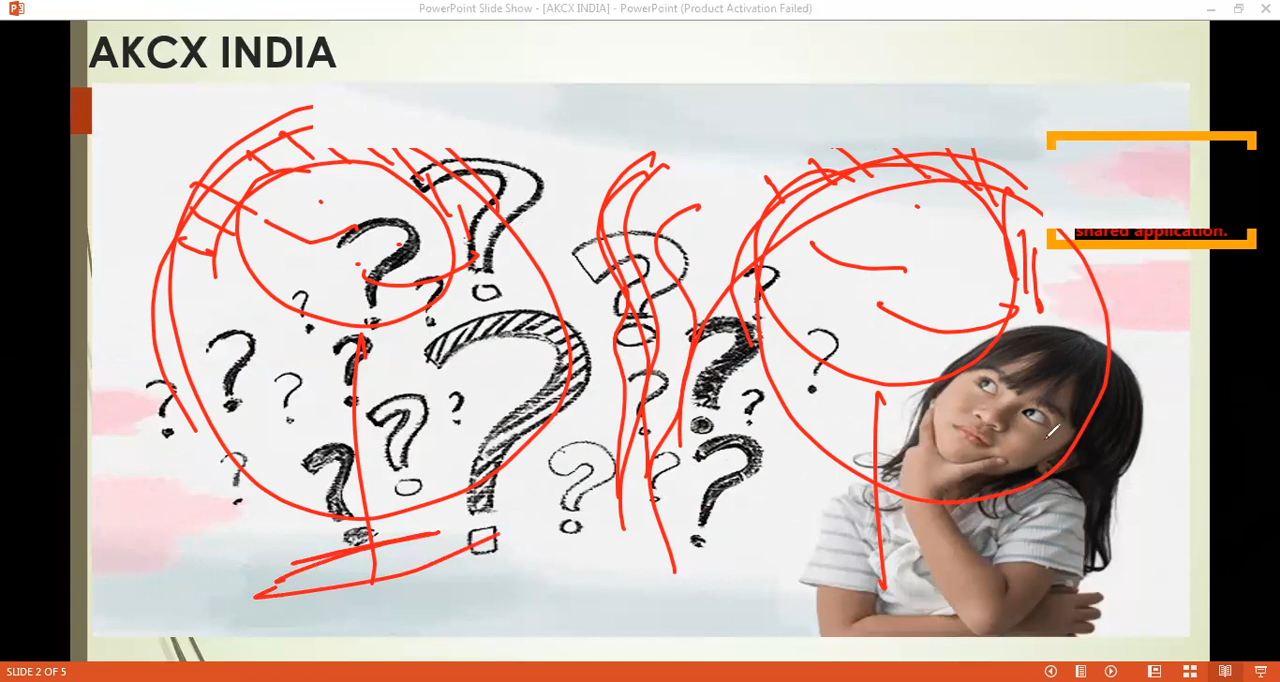 PowerPoint Slide Show - [AKCX INDIA] - PowerPoint (Product Activation Failed)
AKCX INDIA
shared application.
SLIDE 2 OF 5